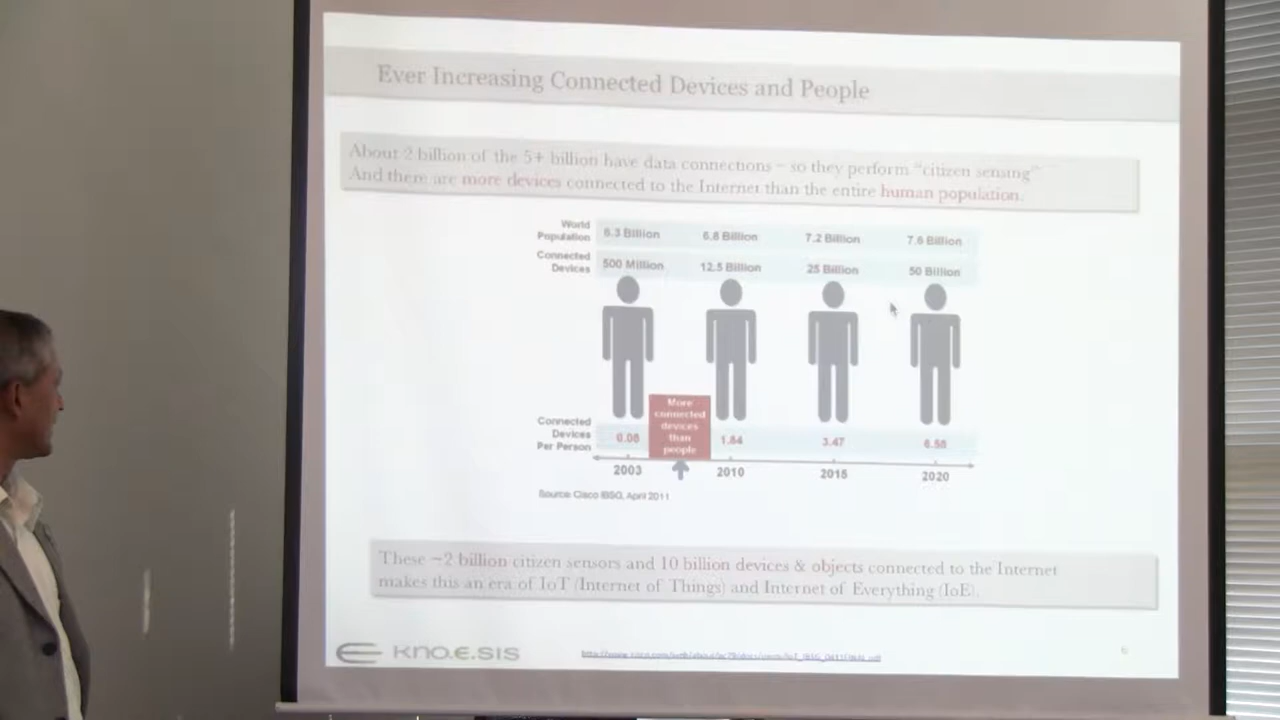 Ever Increasing Connected Devices and People
About 2 billion of the 5+ billion have data connections – so they perform "citizen sensing"
And there are more devices connected to the Internet than the entire human population.
World Population 6.3 Billion 6.8 Billion 7.2 Billion 7.6 Billion
Connected Devices 500 Million 12.5 Billion 25 Billion 50 Billion
More
connected
devices
than
people
Connected
Devices
Per Person 0.08 1.84 3.47 6.58
2003 2010 2015 2020
Source: Cisco IBSG, April 2011
These ~2 billion citizen sensors and 10 billion devices & objects connected to the Internet
makes this an era of IoT (Internet of Things) and Internet of Everything (IoE).
KNO.E.SIS